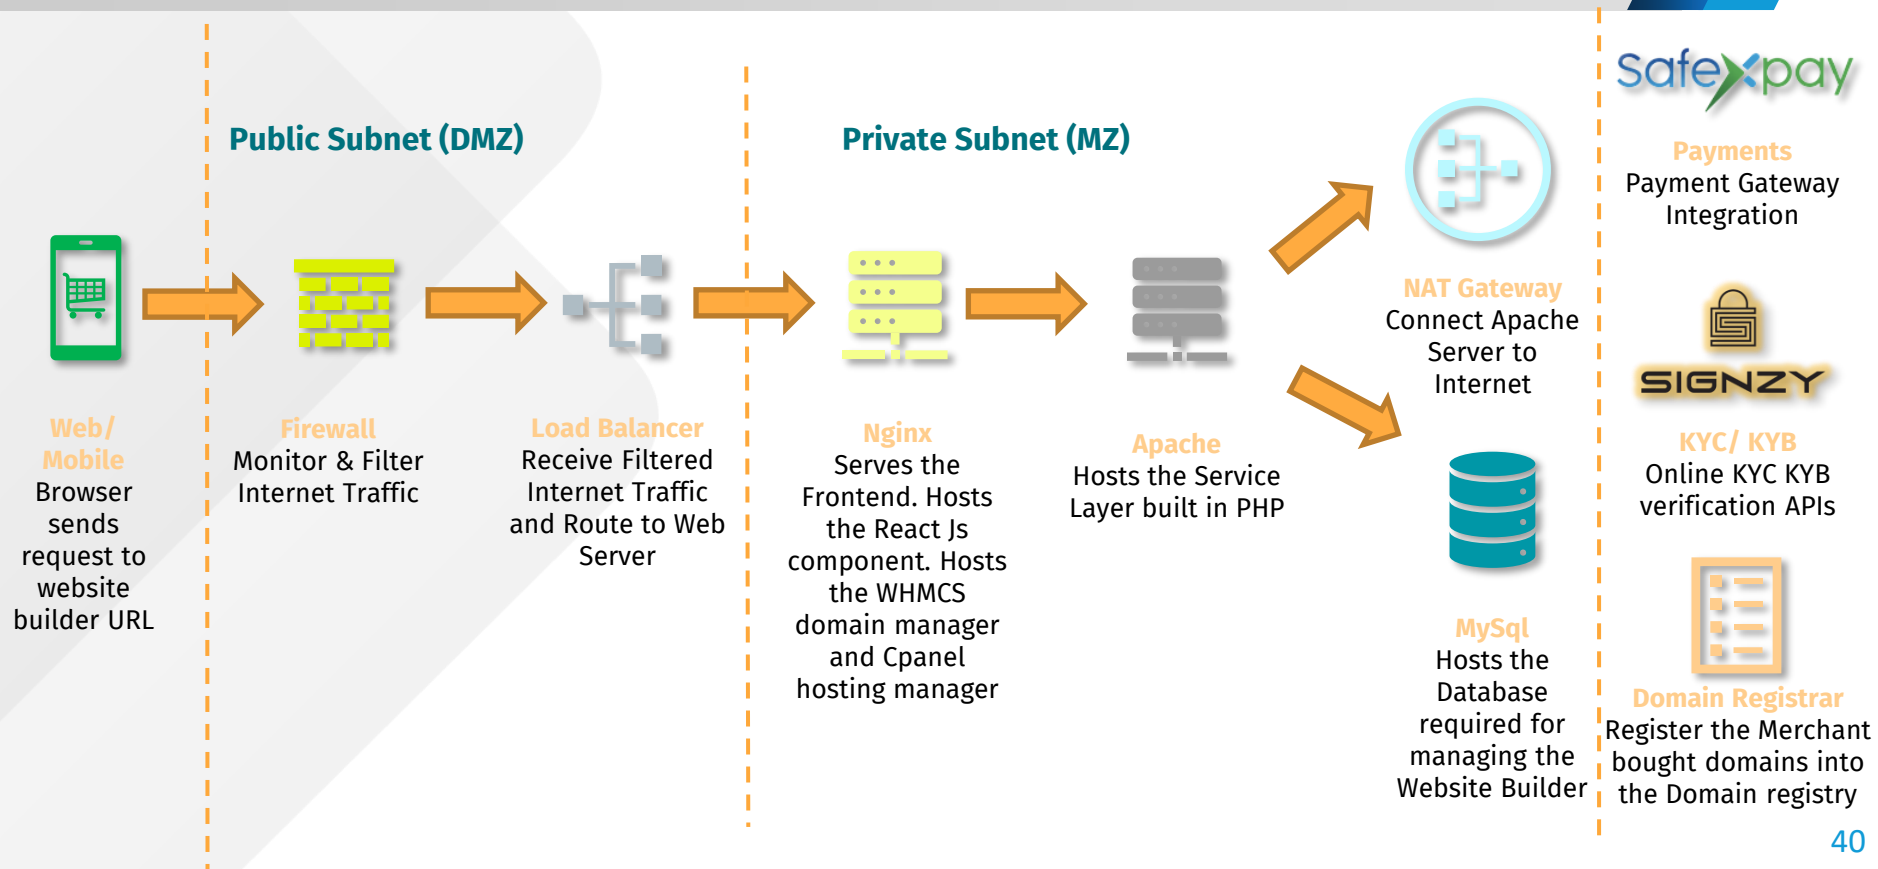 Public Subnet (DMZ)
Private Subnet (MZ)
Web/
Mobile
Browser
sends
request to
website
builder URL
Firewall
Monitor & Filter
Internet Traffic
Load Balancer
Receive Filtered
Internet Traffic
and Route to Web
Server
Nginx
Serves the
Frontend. Hosts
the React Js
component. Hosts
the WHMCS
domain manager
and Cpanel
hosting manager
Apache
Hosts the Service
Layer built in PHP
NAT Gateway
Connect Apache
Server to
Internet
MySql
Hosts the
Database
required for
managing the
Website Builder
Safexpay
Payments
Payment Gateway
Integration
SIGNZY
KYC/ KYB
Online KYC KYB
verification APIs
Domain Registrar
Register the Merchant
bought domains into
the Domain registry
40